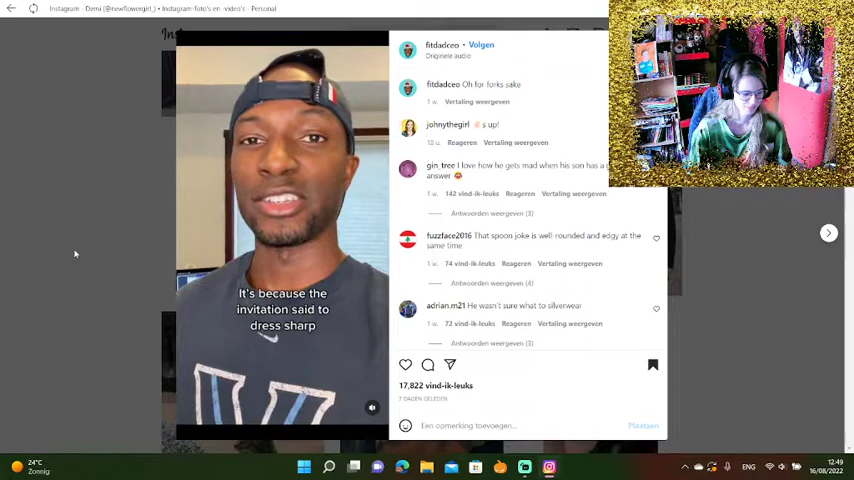 Instagram - Demi (@newflowergirl_) • Instagram-foto's en -video's - Personal
fitdadceo • Volgen
Originele audio
fitdadceo Oh for forks sake
1 w. Vertaling weergeven
johnythegirl s up!
10 u. Reageren Vertaling weergeven
gin_tree I love how he gets mad when his son has a
answer 😂
1 w. 142 vind-ik-leuks Reageren Vertaling weergeven
Antwoorden weergeven (3)
fuzzface2016 That spoon joke is well-rounded and edgy at the
same time
1 w. 74 vind-ik-leuks Reageren Vertaling weergeven
Antwoorden weergeven (4)
adrian.m21 He wasn't sure what to silverwear
1 w. 72 vind-ik-leuks Reageren Vertaling weergeven
Antwoorden weergeven (3)
It's because the
invitation said to
dress sharp
17,822 vind-ik-leuks
7 DAGEN GELEDEN
Een opmerking toevoegen...
Plaatsen
24°C
Zonnig
12:49
16/08/2022